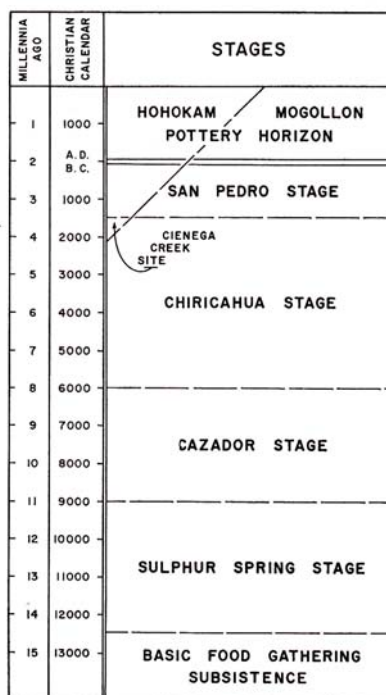 MILLENNIA AGO
CHRISTIAN CALENDAR
STAGES
HOHOKAM MOGOLLON
POTTERY HORIZON
1 1000
A.D.
2
B.C.
SAN PEDRO STAGE
3 1000
4 2000
CIENEGA
CREEK
SITE
5 3000
CHIRICAHUA STAGE
6 4000
7 5000
8 6000
9 7000
CAZADOR STAGE
10 8000
11 9000
12 10000
SULPHUR SPRING STAGE
13 11000
14 12000
15 13000
BASIC FOOD GATHERING
SUBSISTENCE